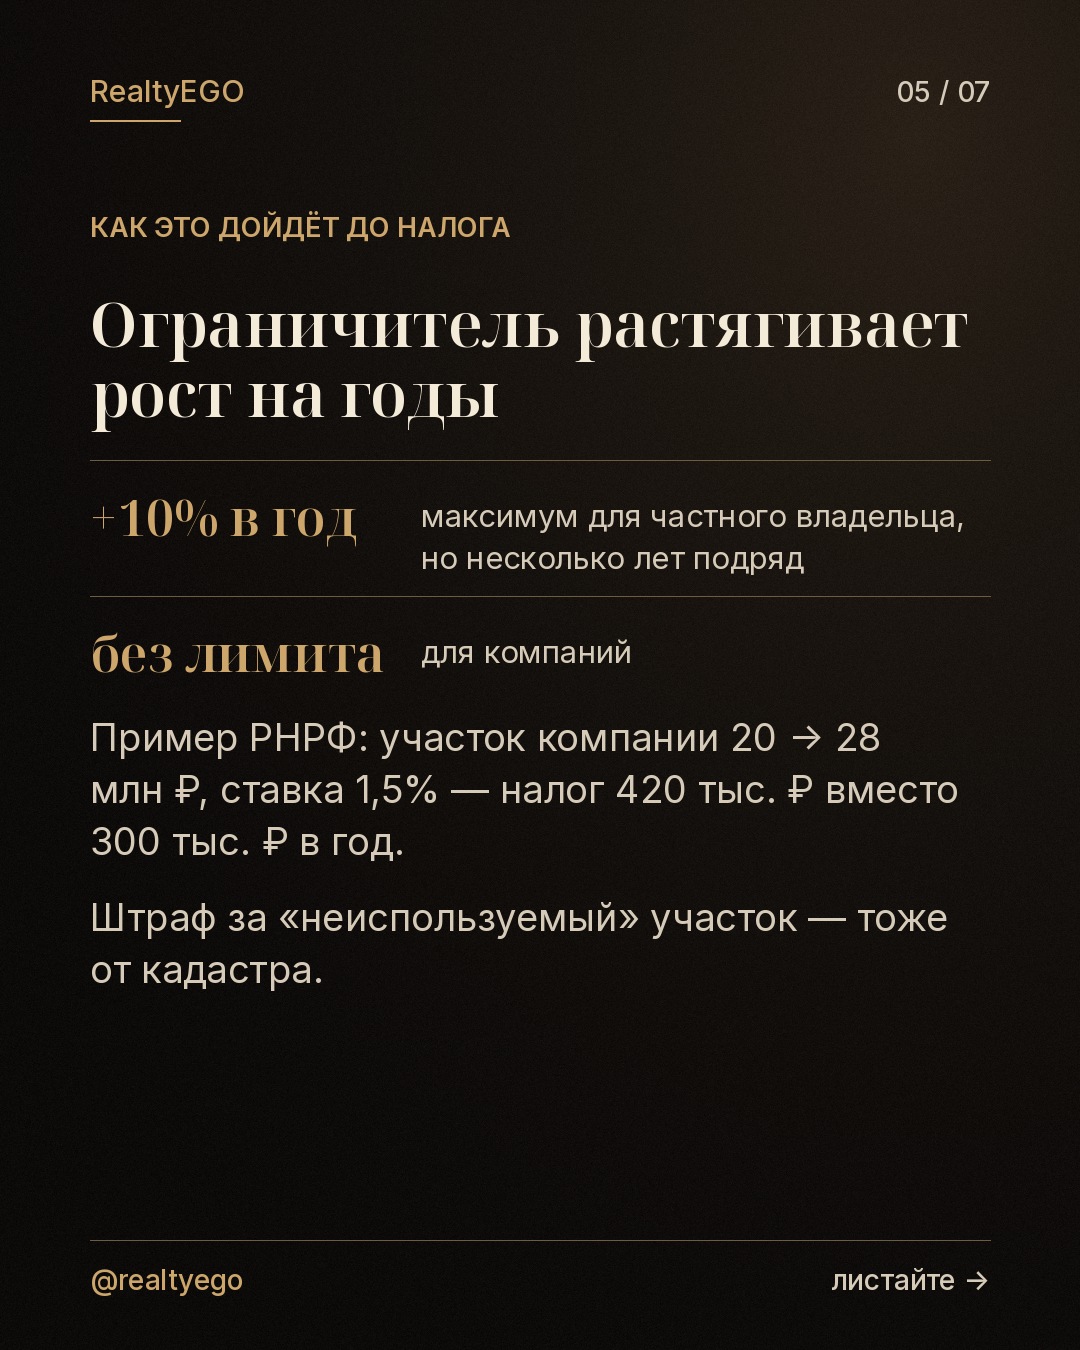 RealtyEGO
05 / 07
КАК ЭТО ДОЙДЁТ ДО НАЛОГА
Ограничитель растягивает
рост на годы
+10% в год
максимум для частного владельца,
но несколько лет подряд
без лимита
для компаний
Пример РНРФ: участок компании 20 → 28
млн ₽, ставка 1,5% — налог 420 тыс. ₽ вместо
300 тыс. ₽ в год.
Штраф за «неиспользуемый» участок — тоже
от кадастра.
@realtyego
листайте →